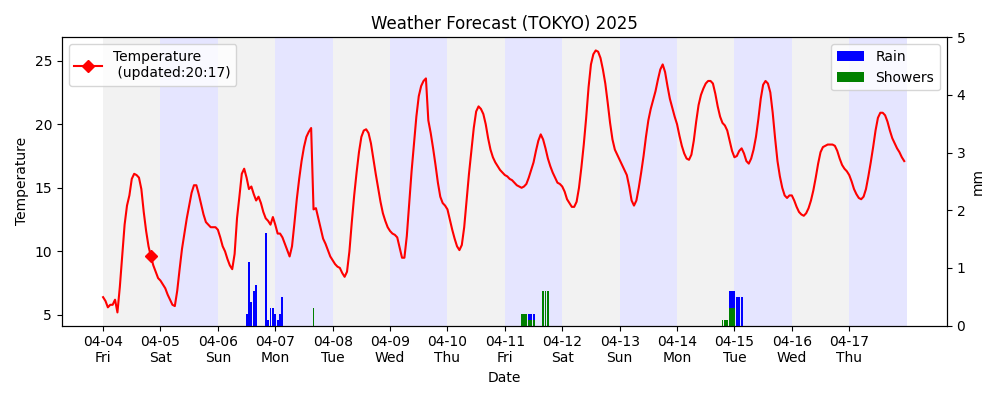 Weather Forecast (TOKYO) 2025
Temperature
(updated:20:17)
Rain
Showers
Temperature
25
20
15
10
5
5
4
3
2
1
0
mm
04-04 04-05 04-06 04-07 04-08 04-09 04-10 04-11 04-12 04-13 04-14 04-15 04-16 04-17
Fri Sat Sun Mon Tue Wed Thu Fri Sat Sun Mon Tue Wed Thu
Date